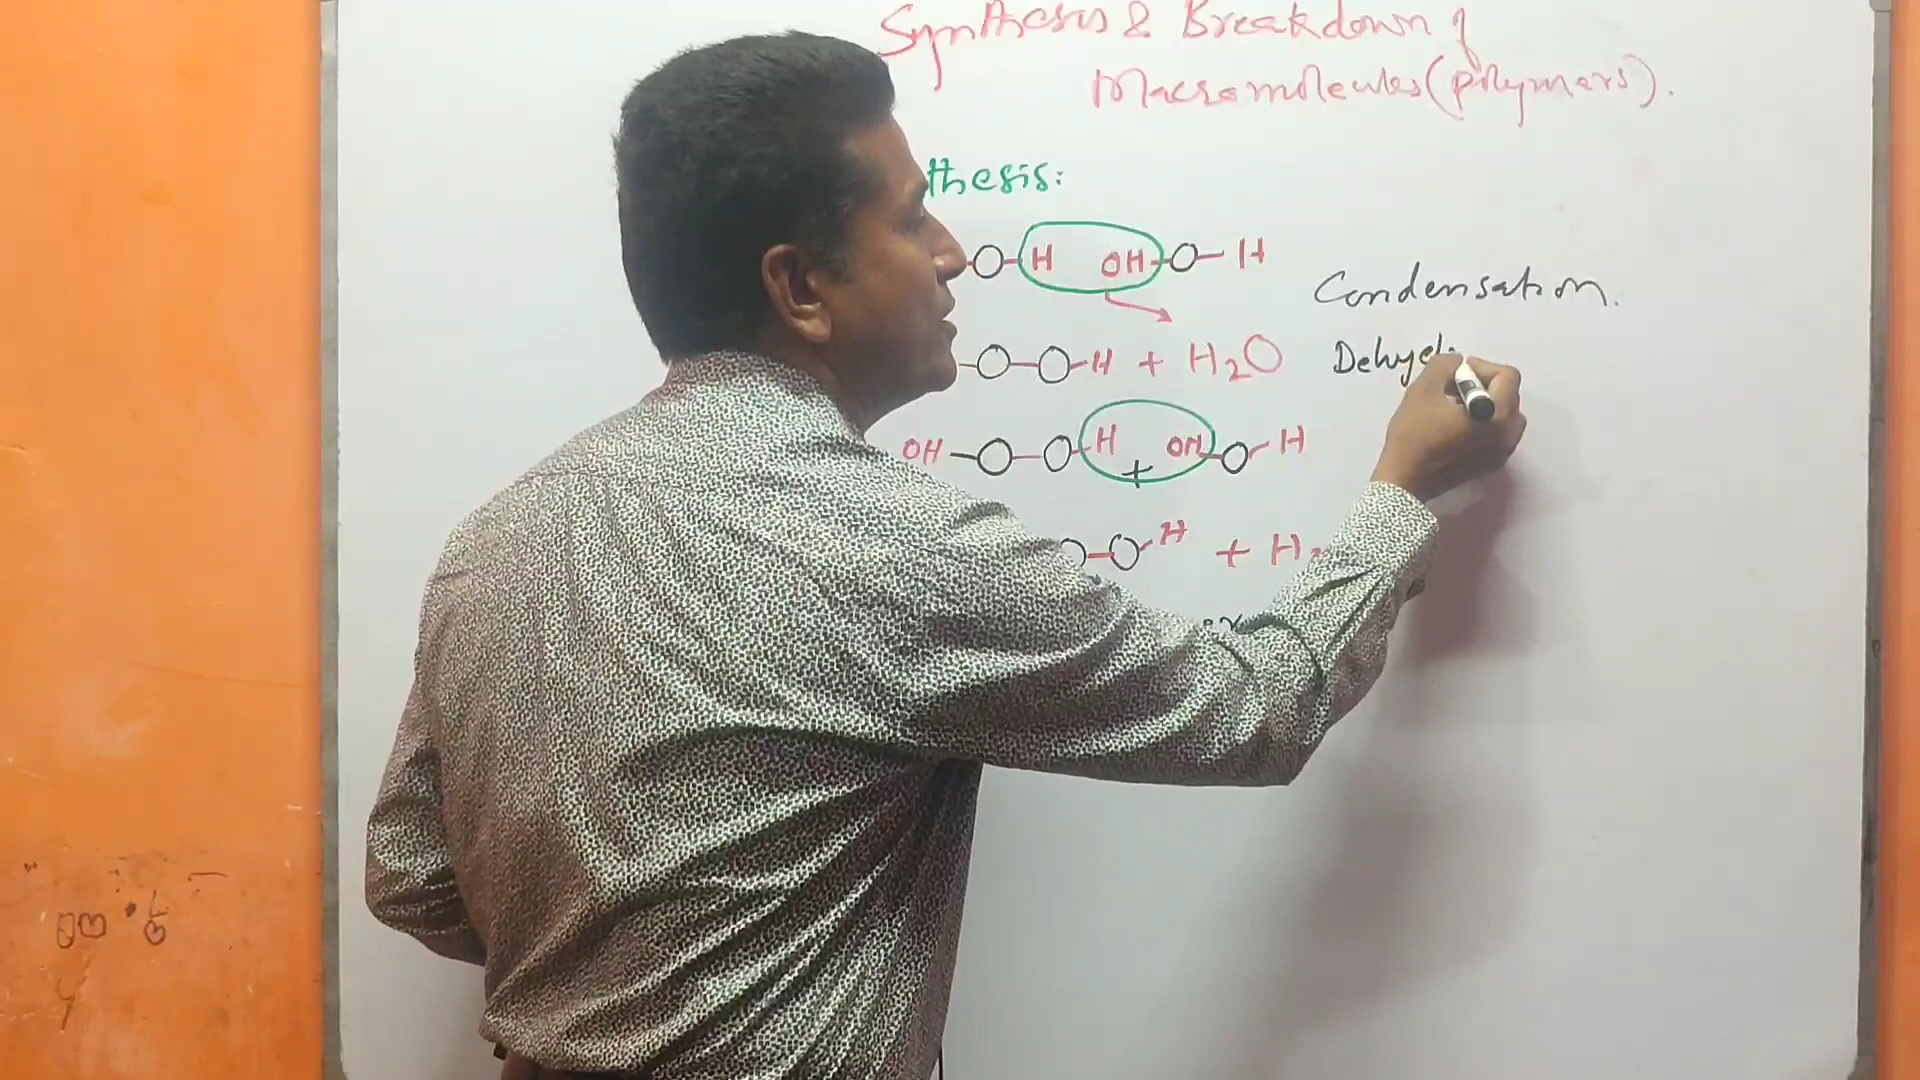 Synthesis & Breakdown of
Macromolecules (polymers).
thesis:
O-H OH-O-H
Condensation.
-O-O-H + H2O
Dehyd
OH-O-O-H + OH-O-H
O-O-H + H2